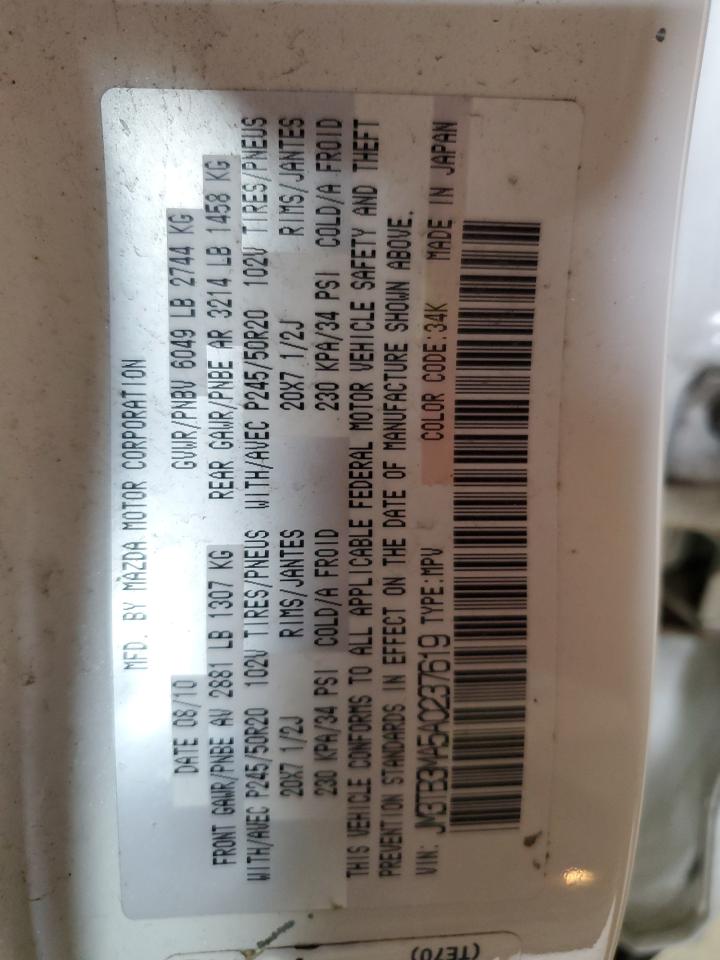 MFD. BY MAZDA MOTOR CORPORATION
DATE 08/10 GVWR/PNBV 6049 LB 2744 KG
FRONT GAWR/PNBE AV 2881 LB 1307 KG REAR GAWR/PNBE AR 3214 LB 1458 KG
WITH/AVEC P245/50R20 102V TIRES/PNEUS WITH/AVEC P245/50R20 102V TIRES/PNEUS
20X7 1/2J RIMS/JANTES 20X7 1/2J RIMS/JANTES
230 KPA/34 PSI COLD/A FROID 230 KPA/34 PSI COLD/A FROID
THIS VEHICLE CONFORMS TO ALL APPLICABLE FEDERAL MOTOR VEHICLE SAFETY AND THEFT
PREVENTION STANDARDS IN EFFECT ON THE DATE OF MANUFACTURE SHOWN ABOVE.
VIN: JM3TB3MA5A0237619 TYPE:MPV COLOR CODE:34K MADE IN JAPAN
(TE70)